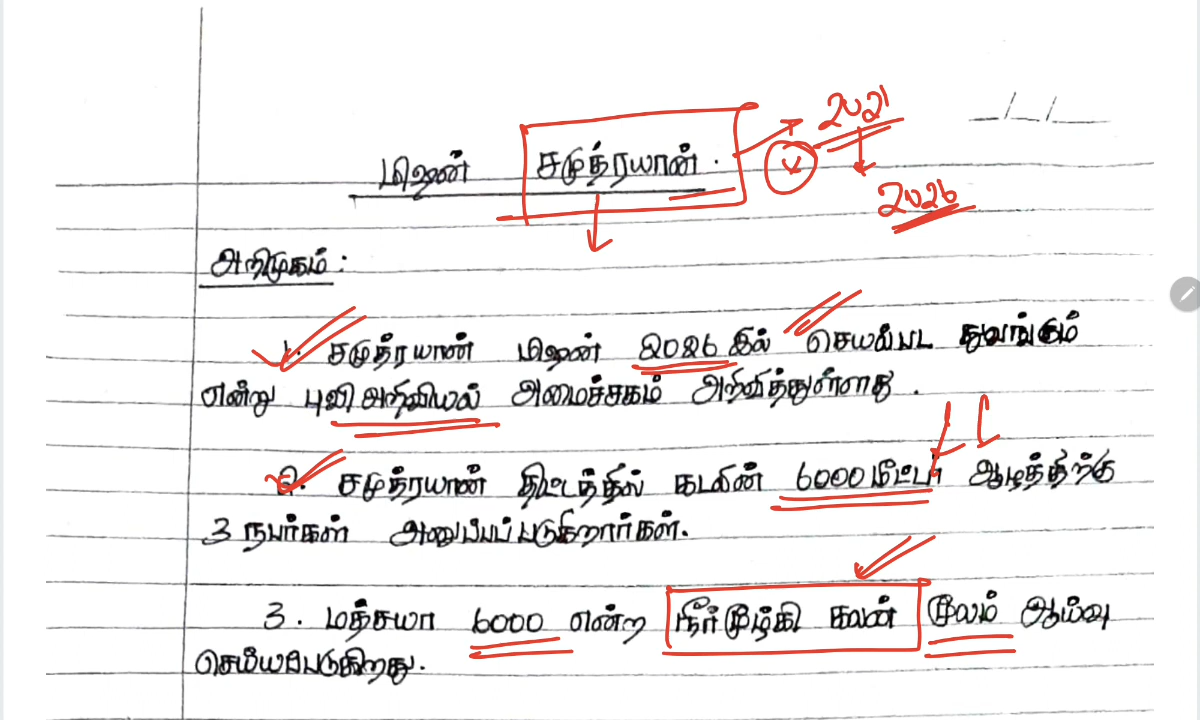 2021
மிஷன் சமுத்ரயான்.
2026
அறிமுகம் :
1. சமுத்ரயான் மிஷன் 2026 இல் செயல்பட துவங்கும்
என்று புவி அறிவியல் அமைச்சகம் அறிவித்துள்ளது.
2. சமுத்ரயான் திட்டத்தில் கடலின் 6000 மீட்டர் ஆழத்திற்கு
3 நபர்கள் அனுப்பப்படுகிறார்கள்.
3. மத்சயா 6000 என்ற நீர்மூழ்கி கலன் மூலம் ஆய்வு
செய்யப்படுகிறது.